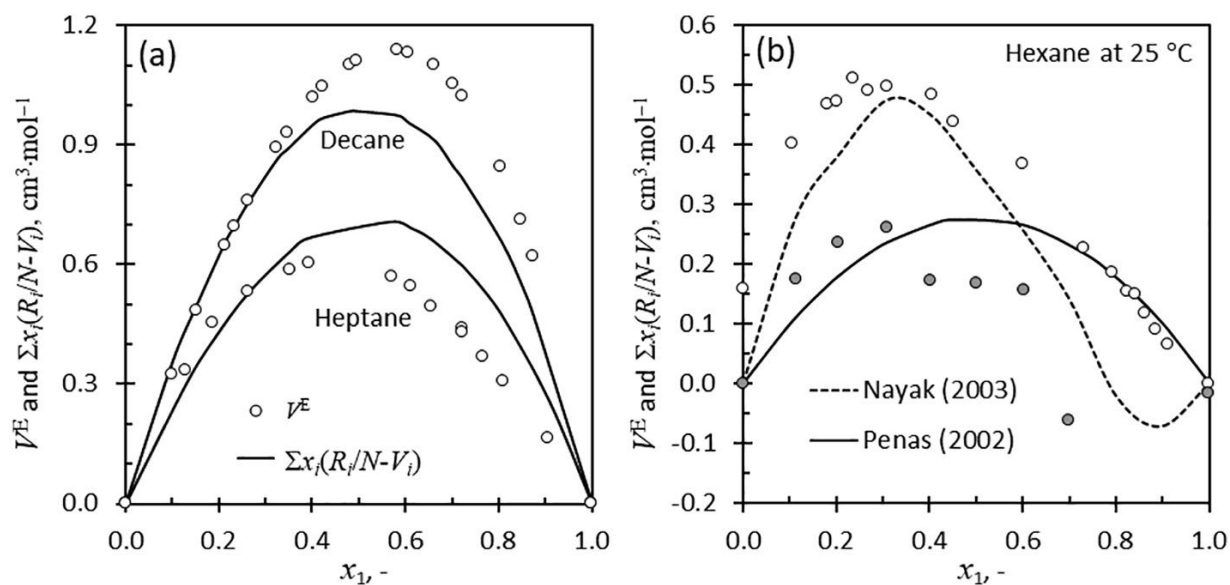 (a)
1.2
0.9
0.6
0.3
0.0
V^E and Σx_i(R_i/N-V_i), cm³·mol⁻¹
Decane
Heptane
V^E
Σx_i(R_i/N-V_i)
0.0 0.2 0.4 0.6 0.8 1.0
x₁, -
(b)
Hexane at 25 °C
0.6
0.5
0.4
0.3
0.2
0.1
0.0
-0.1
-0.2
V^E and Σx_i(R_i/N-V_i), cm³·mol⁻¹
Nayak (2003)
Penas (2002)
0.0 0.2 0.4 0.6 0.8 1.0
x₁, -